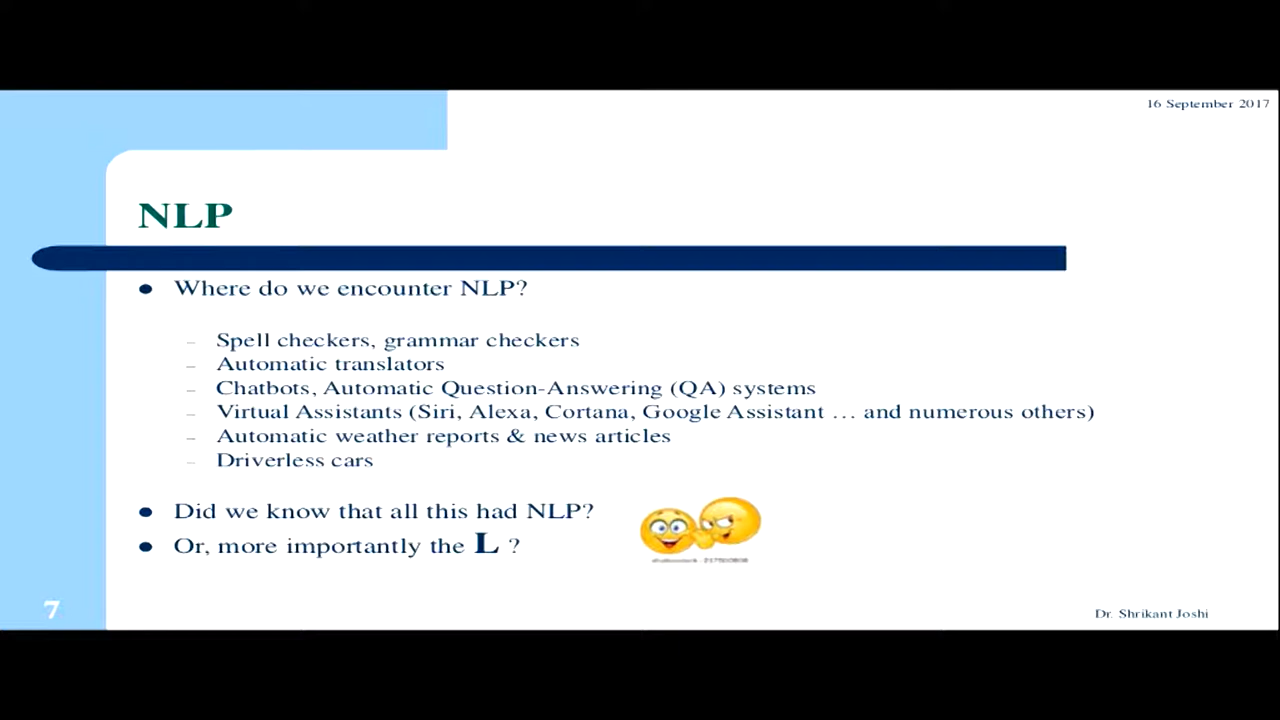 16 September 2017
NLP
● Where do we encounter NLP?
– Spell checkers, grammar checkers
– Automatic translators
– Chatbots, Automatic Question-Answering (QA) systems
– Virtual Assistants (Siri, Alexa, Cortana, Google Assistant … and numerous others)
– Automatic weather reports & news articles
– Driverless cars
● Did we know that all this had NLP?
● Or, more importantly the L ?
7
Dr. Shrikant Joshi